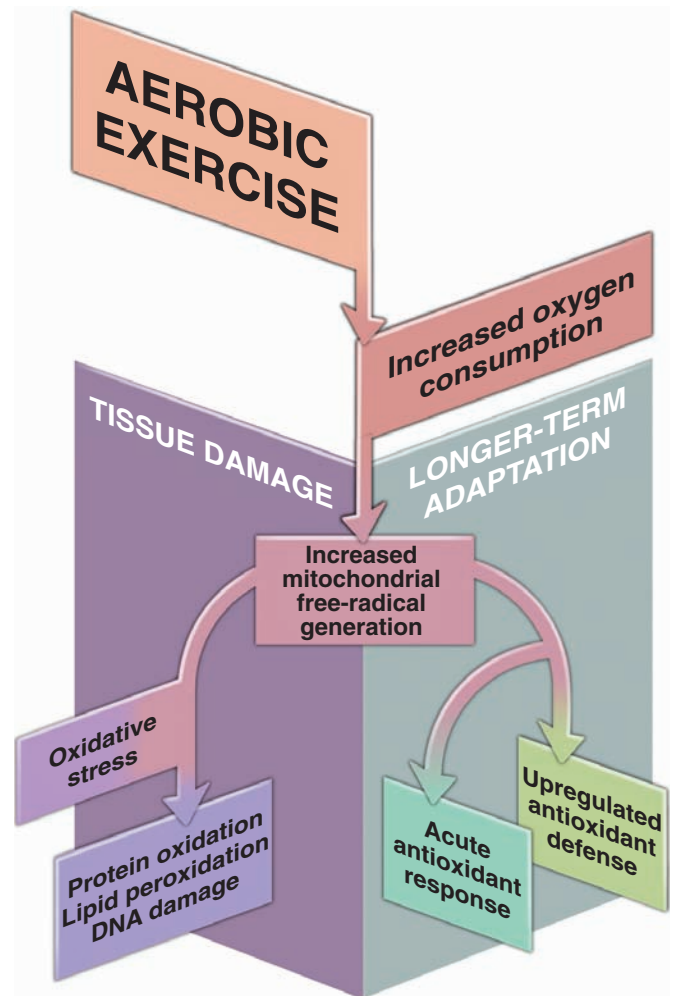 AEROBIC
EXERCISE
Increased oxygen
consumption
TISSUE DAMAGE
LONGER-TERM
ADAPTATION
Increased
mitochondrial
free-radical
generation
Oxidative
stress
Protein oxidation
Lipid peroxidation
DNA damage
Acute
antioxidant
response
Upregulated
antioxidant
defense